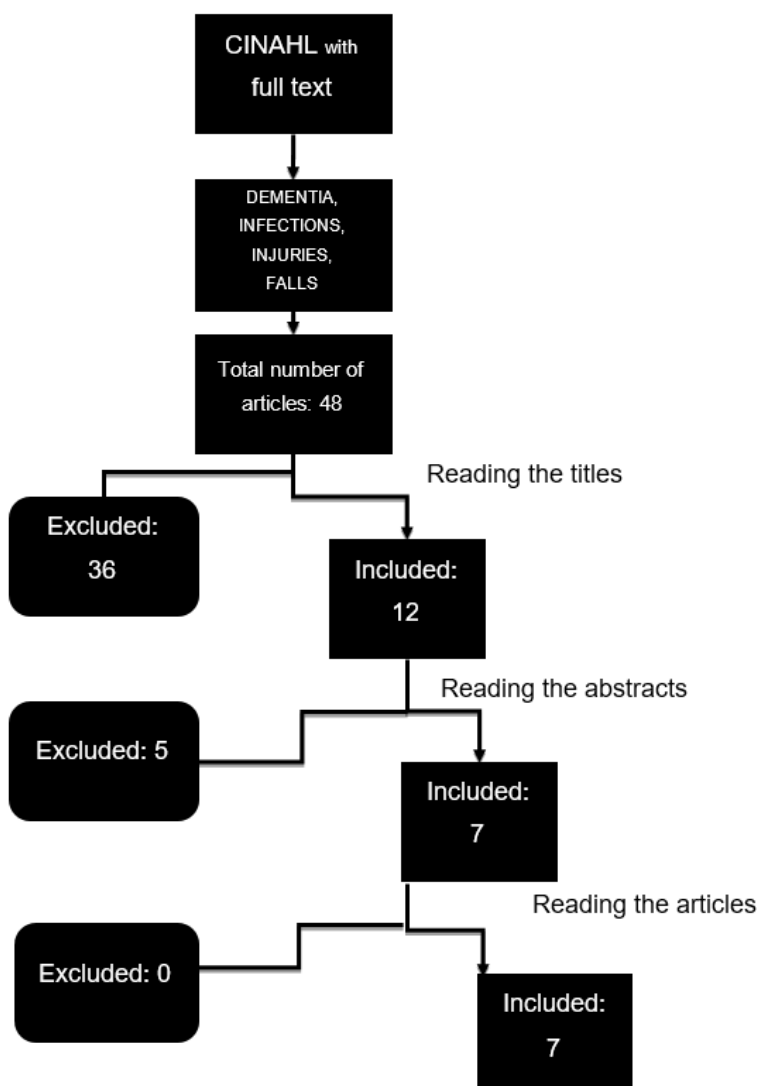 CINAHL with
full text
DEMENTIA,
INFECTIONS,
INJURIES,
FALLS
Total number of
articles: 48
Reading the titles
Excluded:
36
Included:
12
Reading the abstracts
Excluded: 5
Included:
7
Reading the articles
Excluded: 0
Included:
7